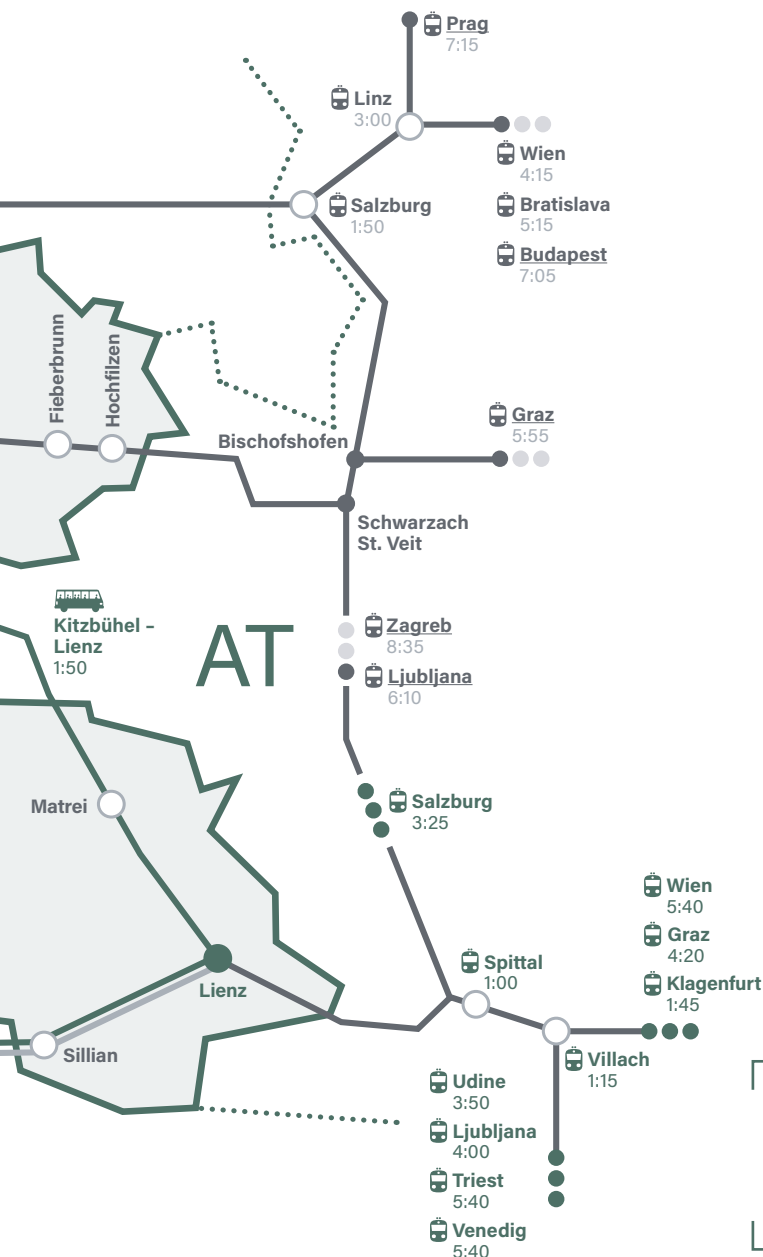 Prag
7:15
Linz
3:00
Wien
4:15
Salzburg
1:50
Bratislava
5:15
Budapest
7:05
Fieberbrunn
Hochfilzen
Graz
5:55
Bischofshofen
Schwarzach
St. Veit
Kitzbühel –
Lienz
1:50
AT
Zagreb
8:35
Ljubljana
6:10
Matrei
Salzburg
3:25
Wien
5:40
Graz
4:20
Klagenfurt
1:45
Spittal
1:00
Lienz
Sillian
Villach
1:15
Udine
3:50
Ljubljana
4:00
Triest
5:40
Venedig
5:40